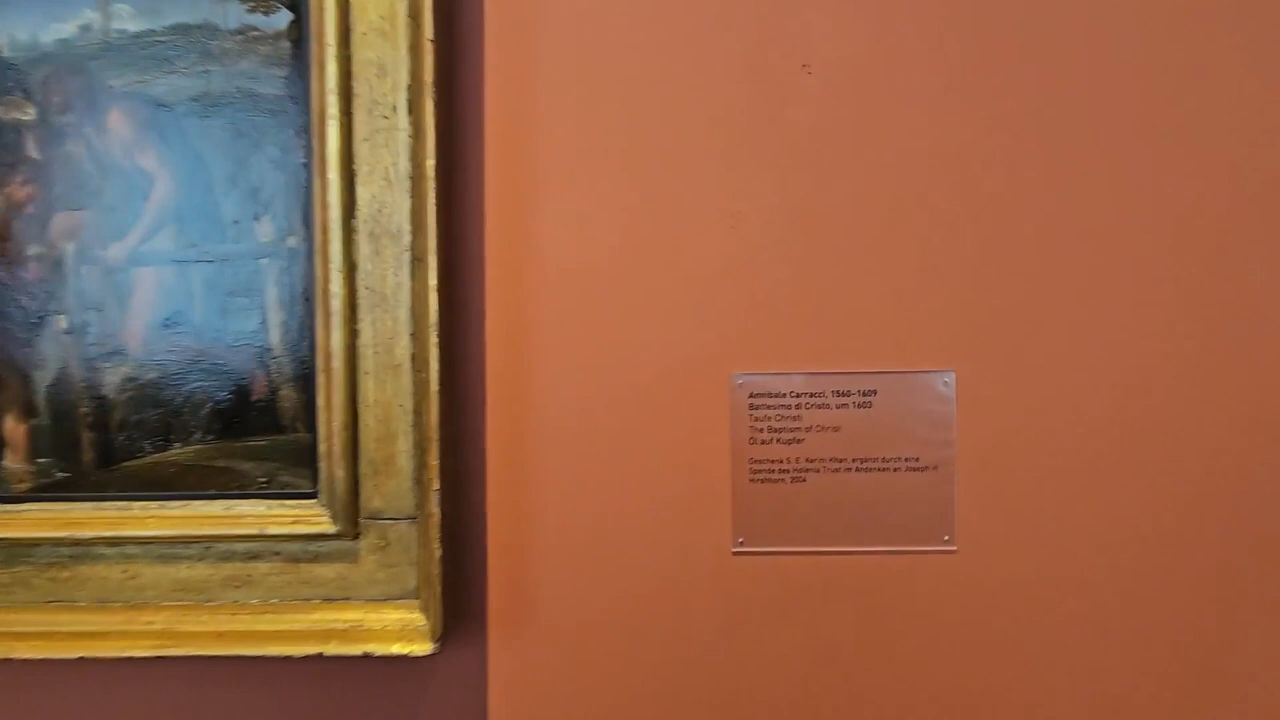 Annibale Carracci, 1560–1609
Battesimo di Cristo, um 1603
Taufe Christi
The Baptism of Christ
Öl auf Kupfer
Geschenk S. E. Karim Khan, ergänzt durch eine
Spende des Holenia Trust im Andenken an Joseph H.
Hirshhorn, 2004